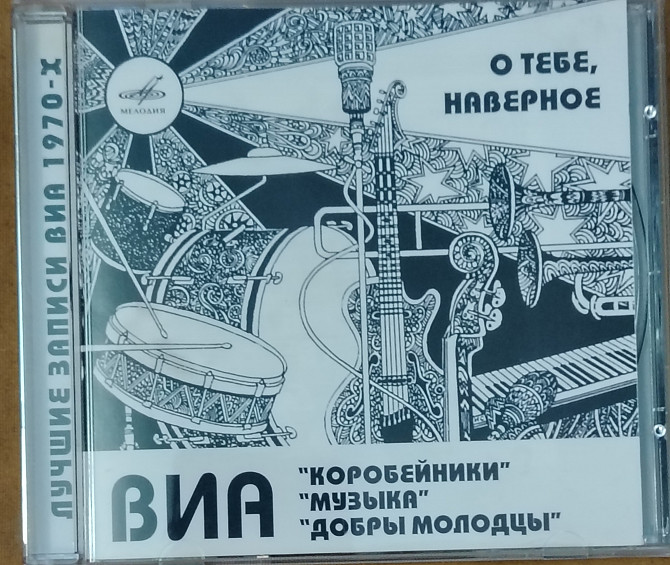 ЛУЧШИЕ ЗАПИСИ ВИА 1970-Х
МЕЛОДИЯ
О ТЕБЕ,
НАВЕРНОЕ
ВИА
"КОРОБЕЙНИКИ"
"МУЗЫКА"
"ДОБРЫ МОЛОДЦЫ"